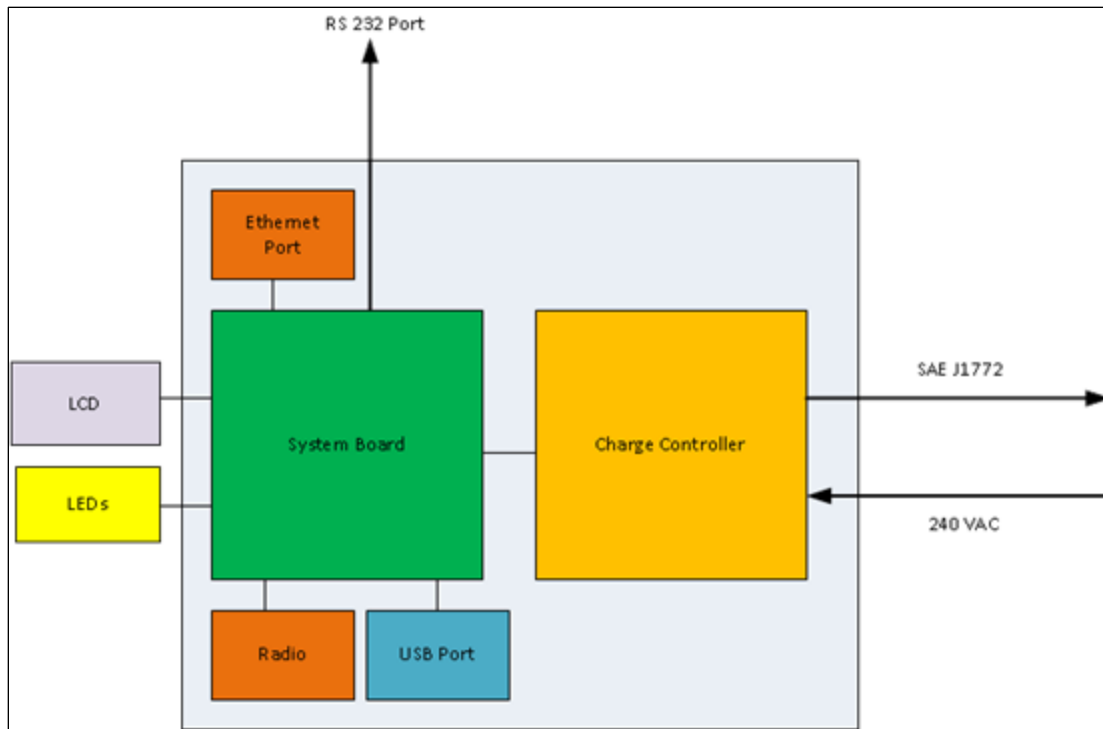 RS 232 Port
Ethernet
Port
LCD
LEDs
System Board
Charge Controller
SAE J1772
240 VAC
Radio
USB Port